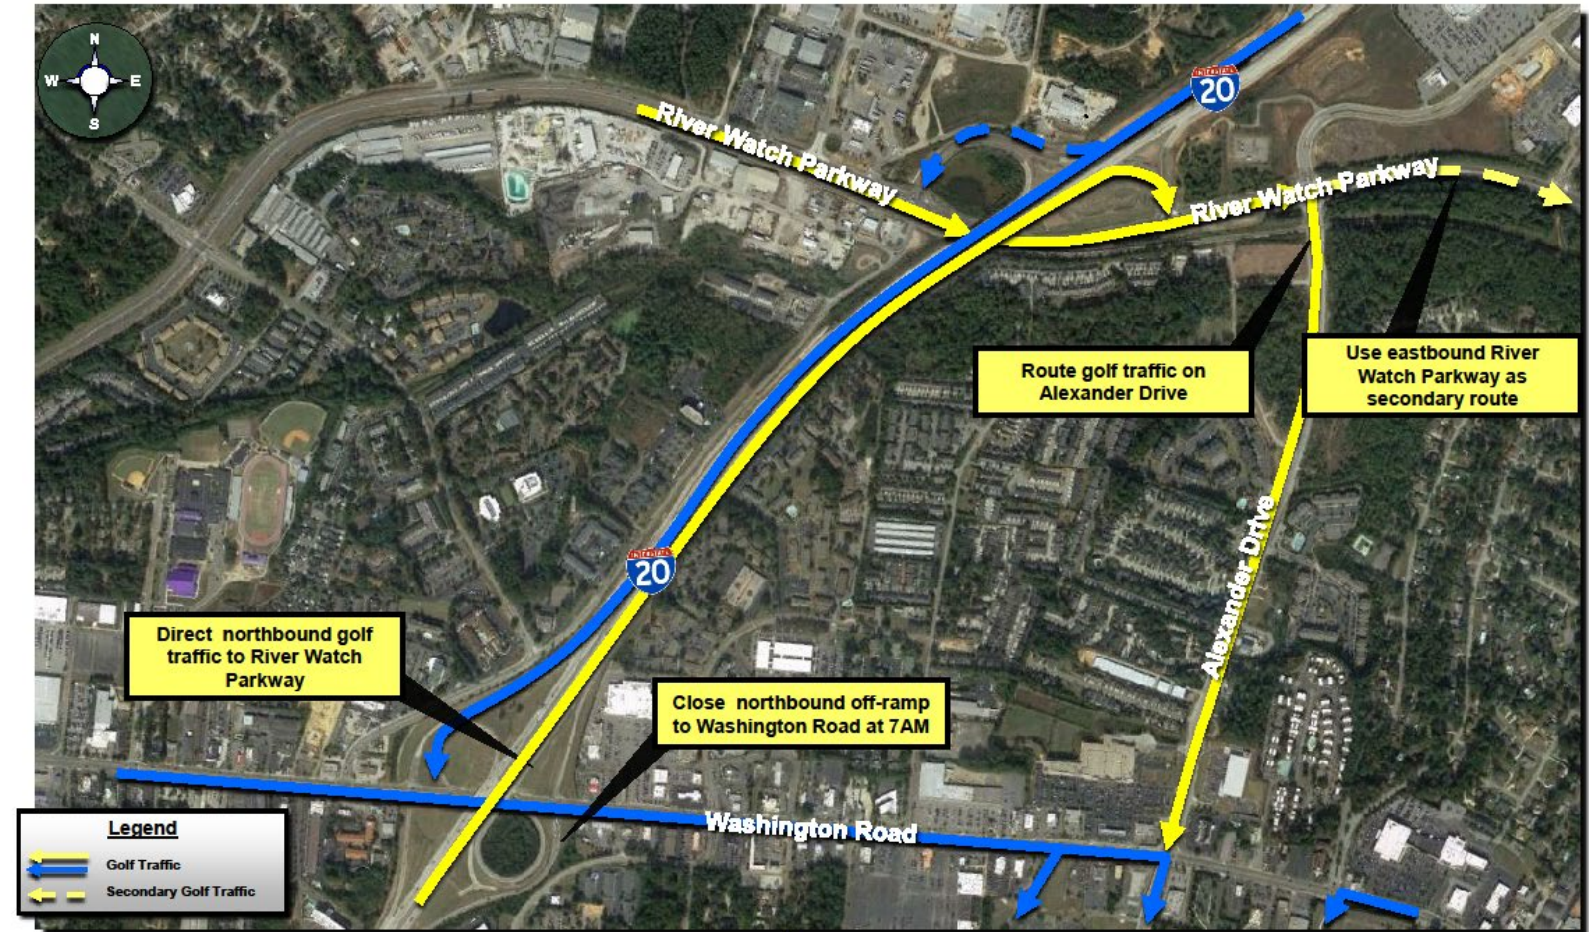 N
W E
S
INTERSTATE
20
River Watch Parkway
River Watch Parkway
Route golf traffic on
Alexander Drive
Use eastbound River
Watch Parkway as
secondary route
Alexander Drive
INTERSTATE
20
Direct northbound golf
traffic to River Watch
Parkway
Close northbound off-ramp
to Washington Road at 7AM
Washington Road
Legend
Golf Traffic
Secondary Golf Traffic